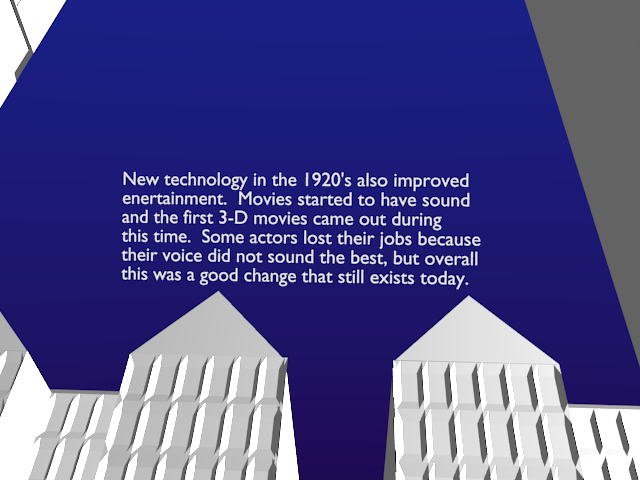 New technology in the 1920's also improved
enertainment.  Movies started to have sound
and the first 3-D movies came out during
this time.  Some actors lost their jobs because
their voice did not sound the best, but overall
this was a good change that still exists today.